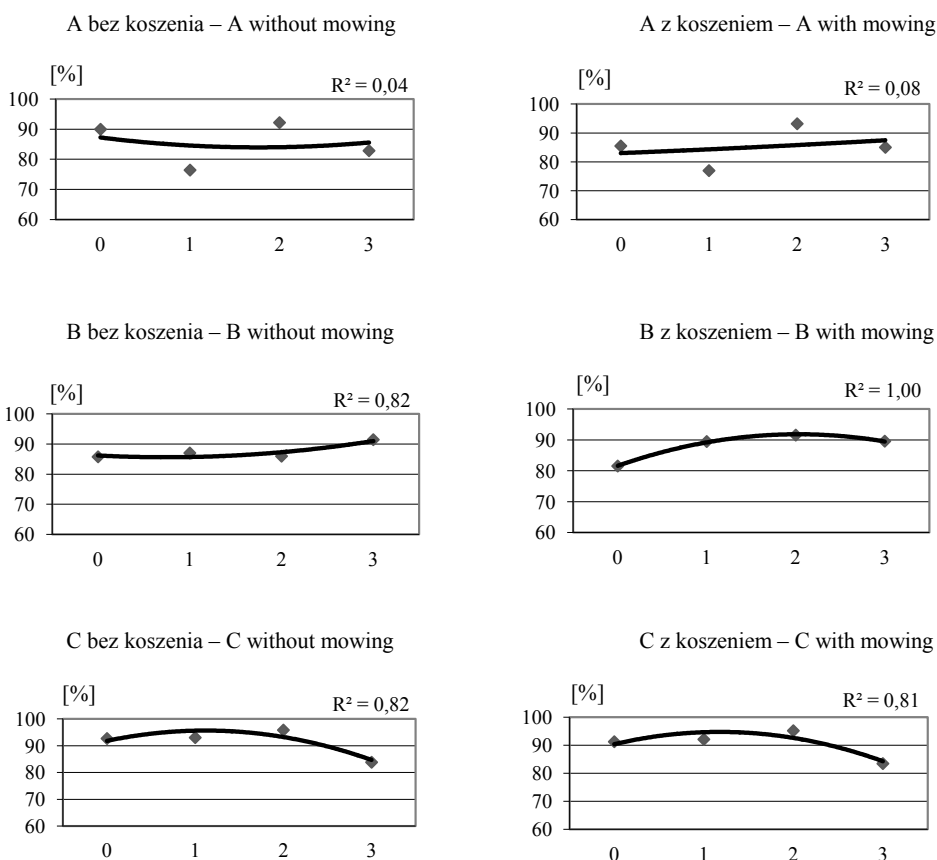 A bez koszenia – A without mowing
[%]
R² = 0,04
100
90
80
70
60
0 1 2 3
A z koszeniem – A with mowing
[%]
R² = 0,08
100
90
80
70
60
0 1 2 3
B bez koszenia – B without mowing
[%]
R² = 0,82
100
90
80
70
60
0 1 2 3
B z koszeniem – B with mowing
[%]
R² = 1,00
100
90
80
70
60
0 1 2 3
C bez koszenia – C without mowing
[%]
R² = 0,82
100
90
80
70
60
0 1 2 3
C z koszeniem – C with mowing
[%]
R² = 0,81
100
90
80
70
60
0 1 2 3